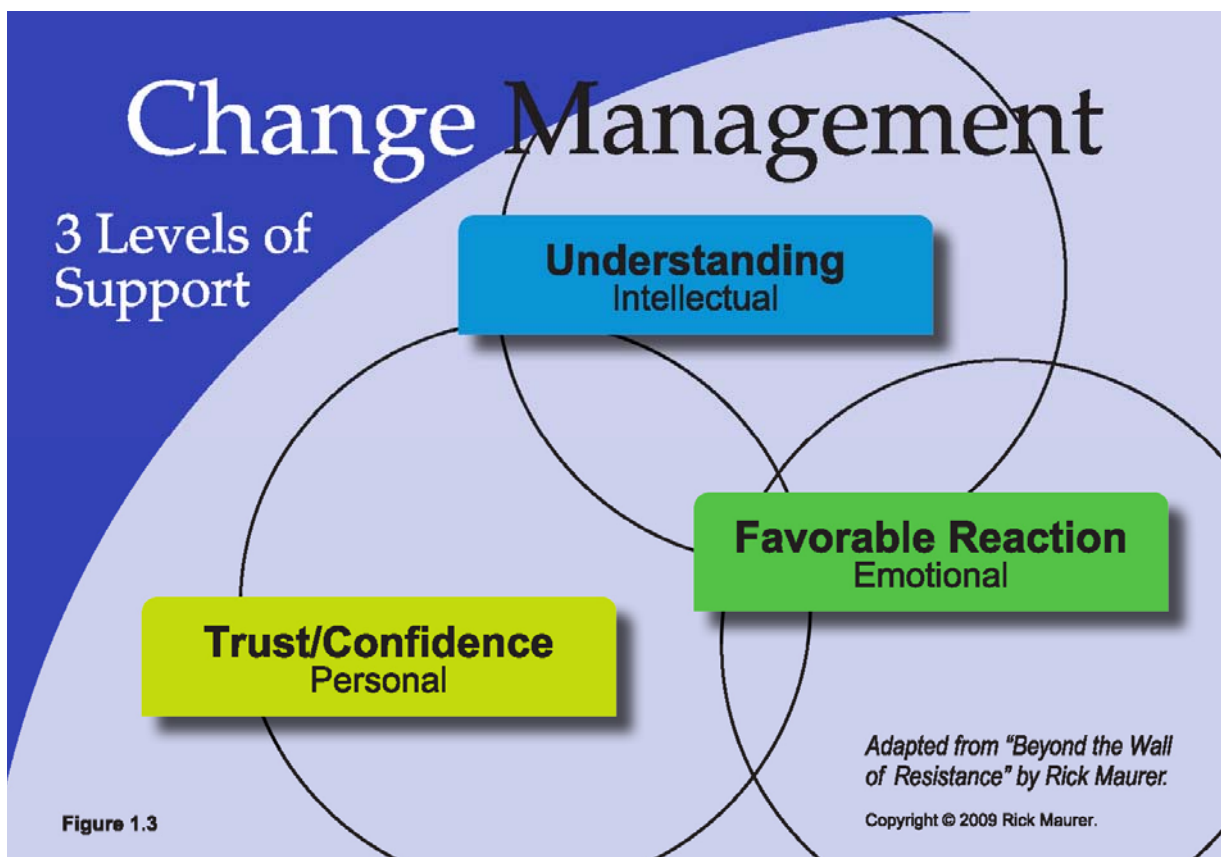 Change Management
3 Levels of
Support
Understanding
Intellectual
Favorable Reaction
Emotional
Trust/Confidence
Personal
Adapted from “Beyond the Wall
of Resistance” by Rick Maurer.
Copyright © 2009 Rick Maurer.
Figure 1.3